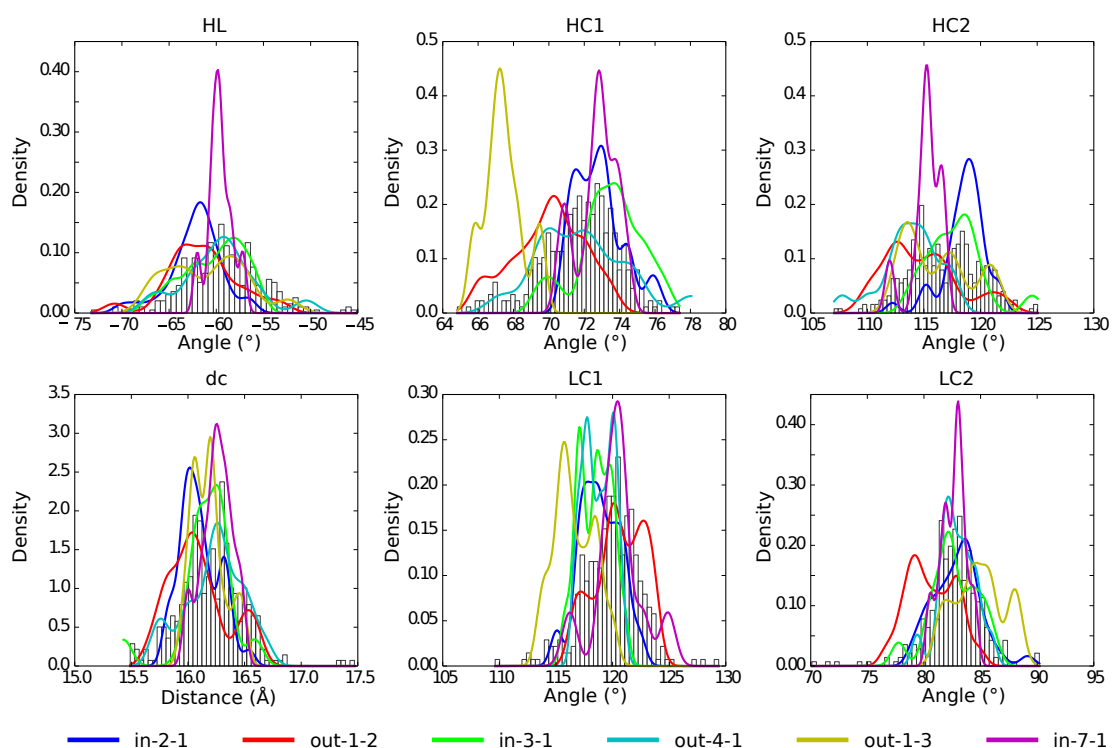 HL HC1 HC2
0.40 0.30 0.20 0.10 0.00
Density
−75 −70 −65 −60 −55 −50 −45
Angle (°)
0.5 0.4 0.3 0.2 0.1 0.0
Density
64 66 68 70 72 74 76 78 80
Angle (°)
0.5 0.4 0.3 0.2 0.1 0.0
Density
105 110 115 120 125 130
Angle (°)
dc LC1 LC2
3.5 3.0 2.5 2.0 1.5 1.0 0.5 0.0
Density
15.0 15.5 16.0 16.5 17.0 17.5
Distance (Å)
0.30 0.25 0.20 0.15 0.10 0.05 0.00
Density
105 110 115 120 125 130
Angle (°)
0.40 0.30 0.20 0.10 0.00
Density
70 75 80 85 90 95
Angle (°)
in-2-1 out-1-2 in-3-1 out-4-1 out-1-3 in-7-1